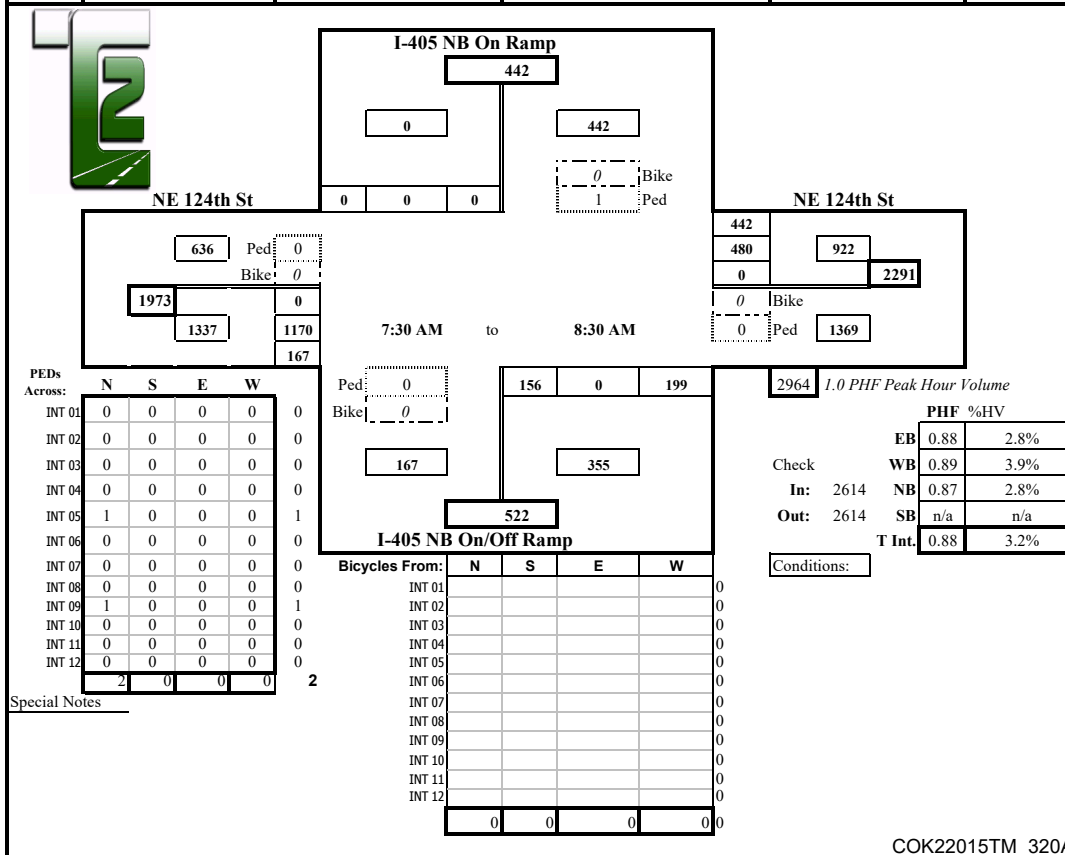 I-405 NB On Ramp
442
0 442
0 Bike
1 Ped
NE 124th St 0 0 0 NE 124th St
442
636 Ped 0 480 922
Bike 0 0 2291
1973 0 0 Bike
1337 1170 7:30 AM to 8:30 AM 0 Ped 1369
167
PEDs
Across: N S E W Ped 0 156 0 199 2964 1.0 PHF Peak Hour Volume
INT 01 0 0 0 0 0 Bike 0 PHF %HV
INT 02 0 0 0 0 0 EB 0.88 2.8%
INT 03 0 0 0 0 0 167 355 Check WB 0.89 3.9%
INT 04 0 0 0 0 0 In: 2614 NB 0.87 2.8%
INT 05 1 0 0 0 1 522 Out: 2614 SB n/a n/a
INT 06 0 0 0 0 0 I-405 NB On/Off Ramp T Int. 0.88 3.2%
INT 07 0 0 0 0 0 Bicycles From: N S E W Conditions:
INT 08 0 0 0 0 0 INT 01 0
INT 09 1 0 0 0 1 INT 02 0
INT 10 0 0 0 0 0 INT 03 0
INT 11 0 0 0 0 0 INT 04 0
INT 12 0 0 0 0 0 INT 05 0
2 0 0 0 2 INT 06 0
Special Notes INT 07 0
INT 08 0
INT 09 0
INT 10 0
INT 11 0
INT 12 0
0 0 0 0 0
COK22015TM_320A